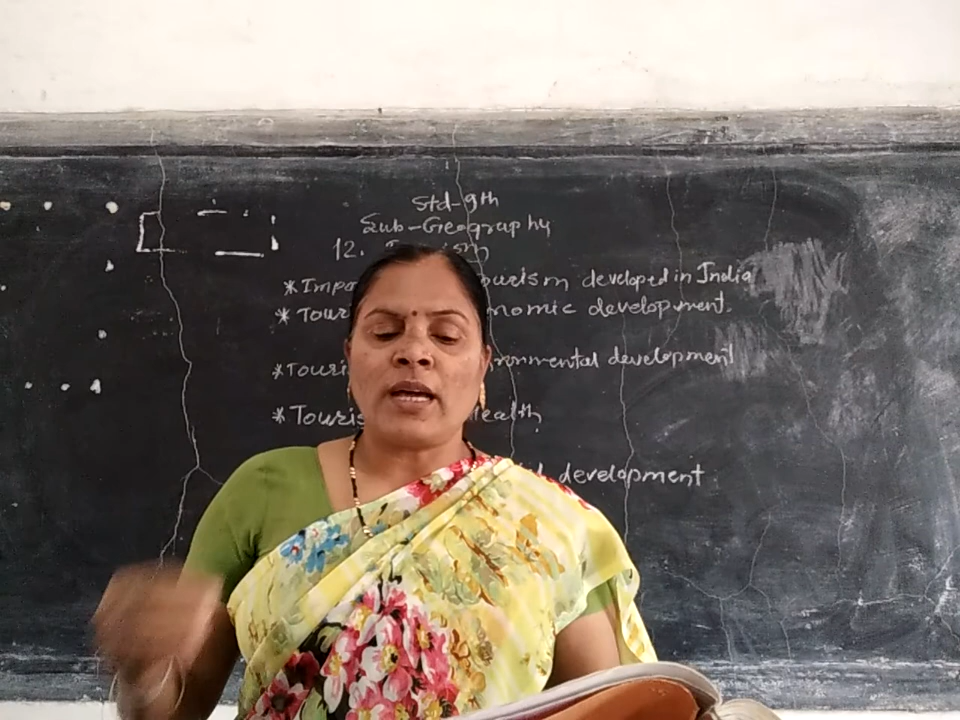 Std-9th
Sub-Geography
12.
*Impo ourism developed in India
*Tour nomic development.
*Touri ronmental development
*Touris ealth
development